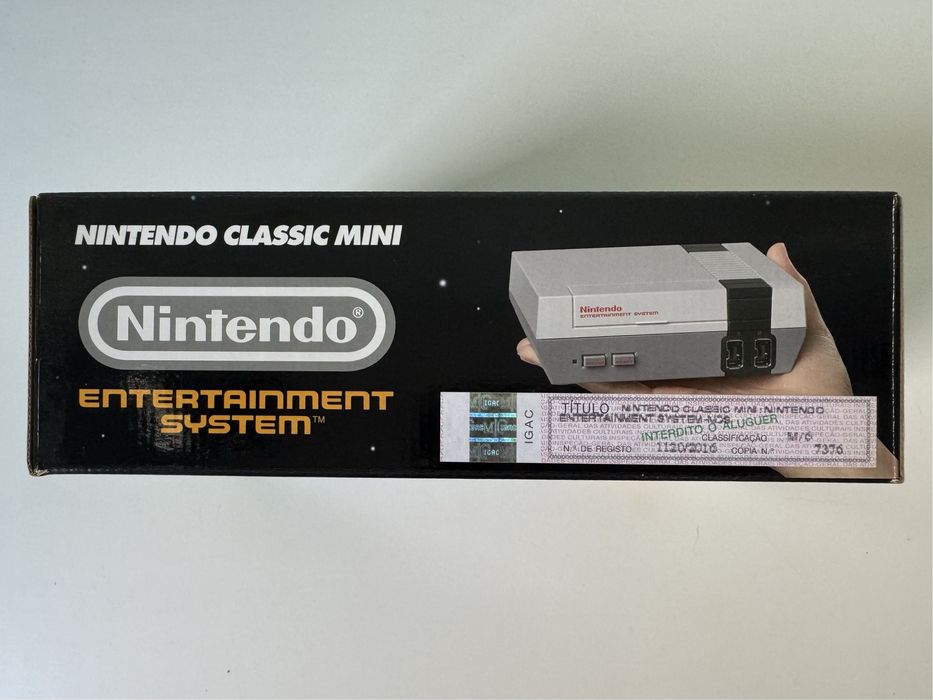 NINTENDO CLASSIC MINI
Nintendo®
ENTERTAINMENT
SYSTEM™
Nintendo
ENTERTAINMENT SYSTEM
IGAC
IGAC
IGAC
TÍTULO NINTENDO CLASSIC MINI: NINTENDO
ENTERTAINMENT SYSTEM-NOE
INTERDITO O ALUGUER
CLASSIFICAÇÃO M/6
N.º DE REGISTO 1120/2016 CÓPIA N.º 7376